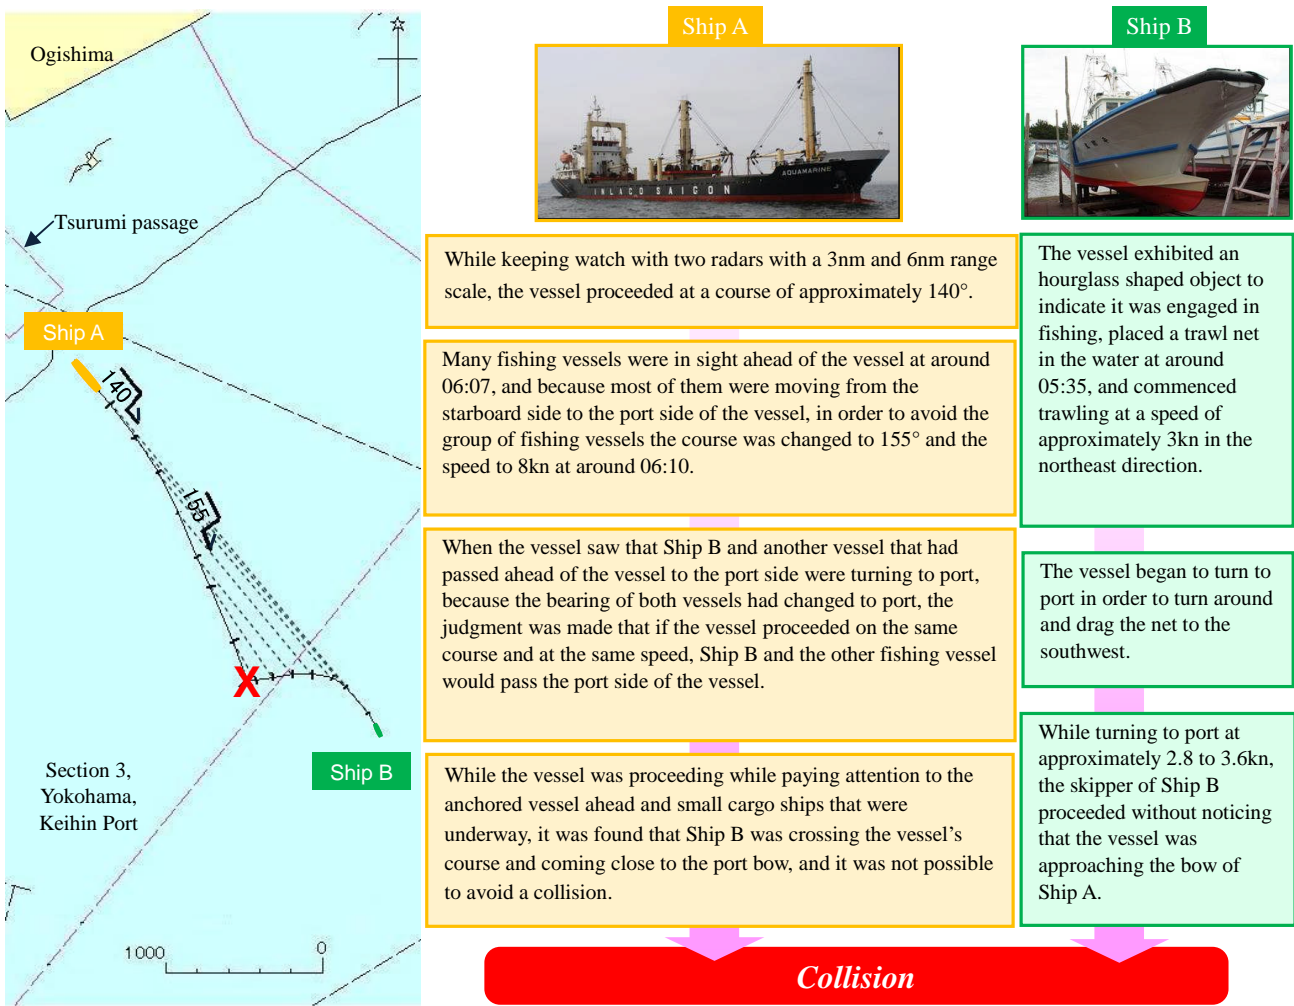 Ogishima
Tsurumi passage
Ship A
140
155
Ship B
Section 3,
Yokohama,
Keihin Port
1000
0
X
Ship A
AQUAMARINE
INLACO SAIGON
While keeping watch with two radars with a 3nm and 6nm range
scale, the vessel proceeded at a course of approximately 140°.
Many fishing vessels were in sight ahead of the vessel at around
06:07, and because most of them were moving from the
starboard side to the port side of the vessel, in order to avoid the
group of fishing vessels the course was changed to 155° and the
speed to 8kn at around 06:10.
When the vessel saw that Ship B and another vessel that had
passed ahead of the vessel to the port side were turning to port,
because the bearing of both vessels had changed to port, the
judgment was made that if the vessel proceeded on the same
course and at the same speed, Ship B and the other fishing vessel
would pass the port side of the vessel.
While the vessel was proceeding while paying attention to the
anchored vessel ahead and small cargo ships that were
underway, it was found that Ship B was crossing the vessel's
course and coming close to the port bow, and it was not possible
to avoid a collision.
Ship B
The vessel exhibited an
hourglass shaped object to
indicate it was engaged in
fishing, placed a trawl net
in the water at around
05:35, and commenced
trawling at a speed of
approximately 3kn in the
northeast direction.
The vessel began to turn to
port in order to turn around
and drag the net to the
southwest.
While turning to port at
approximately 2.8 to 3.6kn,
the skipper of Ship B
proceeded without noticing
that the vessel was
approaching the bow of
Ship A.
Collision